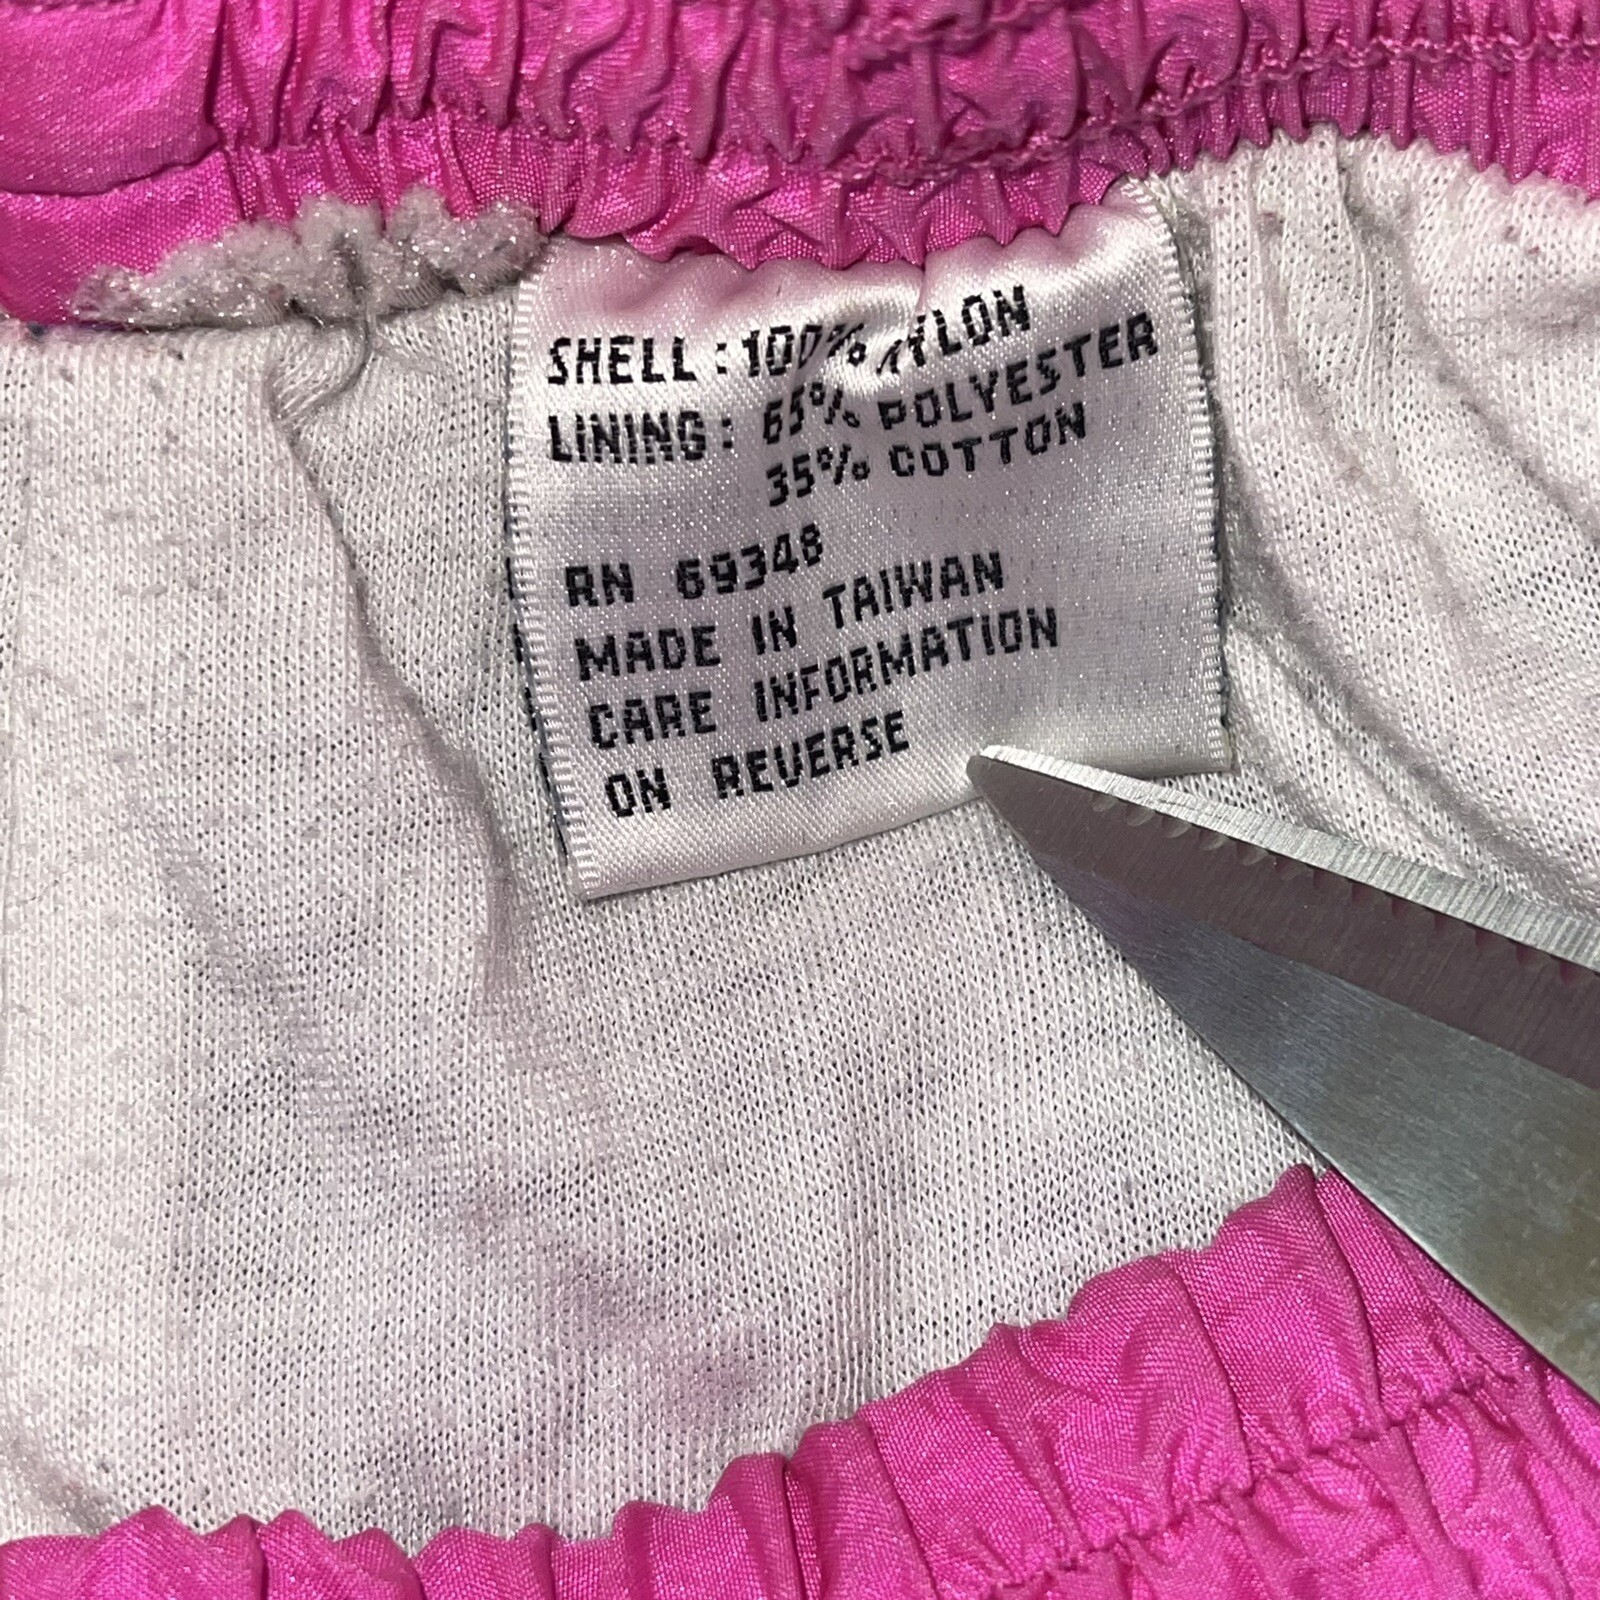 SHELL : 100% NYLON
LINING : 65% POLYESTER
35% COTTON
RN 69348
MADE IN TAIWAN
CARE INFORMATION
ON REVERSE